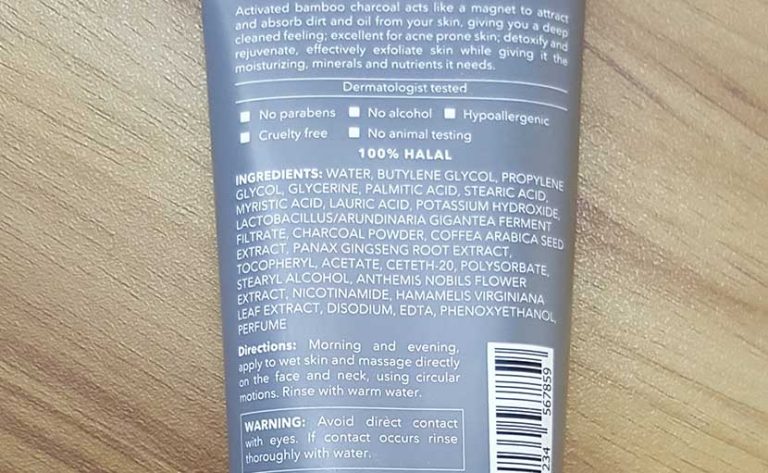 Activated bamboo charcoal acts like a magnet to attract
and absorb dirt and oil from your skin, giving you a deep
cleaned feeling; excellent for acne prone skin; detoxify and
rejuvenate, effectively exfoliate skin while giving it the
moisturizing, minerals and nutrients it needs.
Dermatologist tested
No parabens No alcohol Hypoallergenic
Cruelty free No animal testing
100% HALAL
INGREDIENTS: WATER, BUTYLENE GLYCOL, PROPYLENE
GLYCOL, GLYCERINE, PALMITIC ACID, STEARIC ACID,
MYRISTIC ACID, LAURIC ACID, POTASSIUM HYDROXIDE,
LACTOBACILLUS/ARUNDINARIA GIGANTEA FERMENT
FILTRATE, CHARCOAL POWDER, COFFEA ARABICA SEED
EXTRACT, PANAX GINGSENG ROOT EXTRACT,
TOCOPHERYL, ACETATE, CETETH-20, POLYSORBATE,
STEARYL ALCOHOL, ANTHEMIS NOBILS FLOWER
EXTRACT, NICOTINAMIDE, HAMAMELIS VIRGINIANA
LEAF EXTRACT, DISODIUM, EDTA, PHENOXYETHANOL,
PERFUME
Directions: Morning and evening,
apply to wet skin and massage directly
on the face and neck, using circular
motions. Rinse with warm water.
WARNING: Avoid direct contact
with eyes. If contact occurs rinse
thoroughly with water.
234 567859